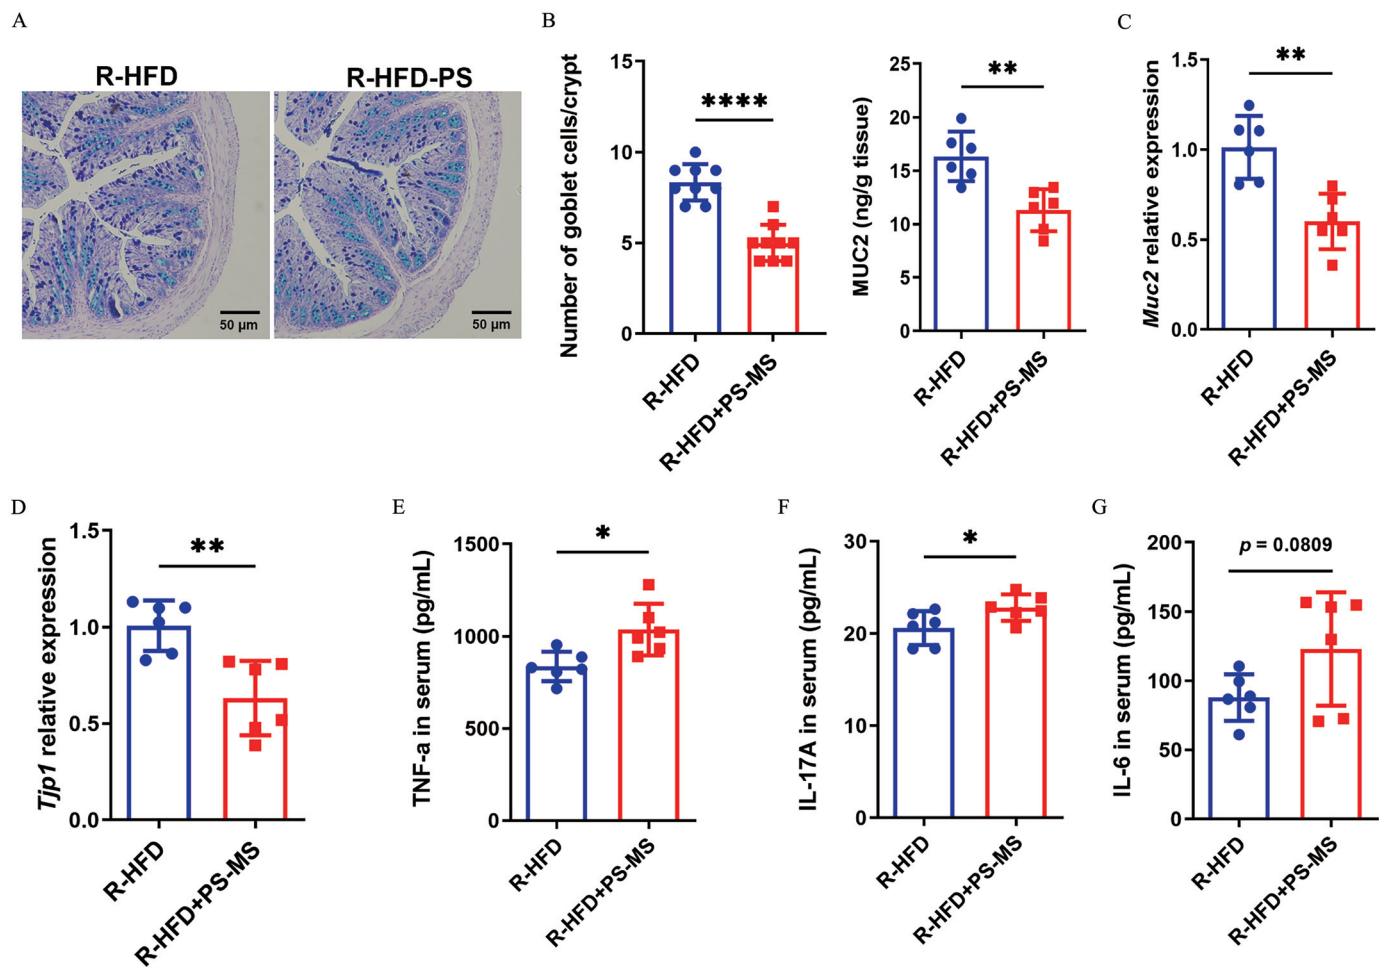 A
R-HFD
R-HFD-PS
50 µm
50 µm
B
Number of goblet cells/crypt
15
10
5
0
****
R-HFD
R-HFD+PS-MS
MUC2 (ng/g tissue)
25
20
15
10
5
0
**
R-HFD
R-HFD+PS-MS
C
Muc2 relative expression
1.5
1.0
0.5
0.0
**
R-HFD
R-HFD+PS-MS
D
Tjp1 relative expression
1.5
1.0
0.5
0.0
**
R-HFD
R-HFD+PS-MS
E
TNF-a in serum (pg/mL)
1500
1000
500
0
*
R-HFD
R-HFD+PS-MS
F
IL-17A in serum (pg/mL)
30
20
10
0
*
R-HFD
R-HFD+PS-MS
G
IL-6 in serum (pg/mL)
200
150
100
50
0
p = 0.0809
R-HFD
R-HFD+PS-MS